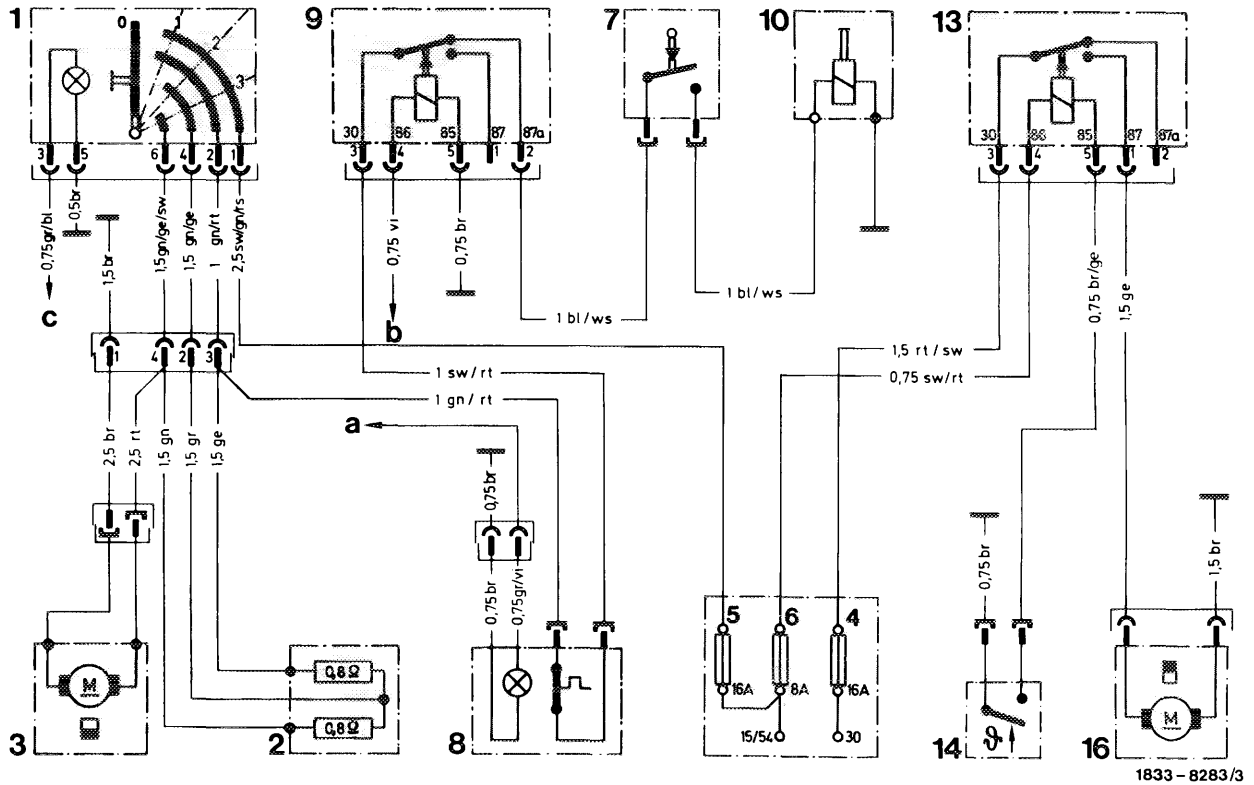 1
0
1
2
3
3
5
6
4
2
1
9
30
86
85
87
87a
3
4
5
1
2
7
10
13
30
86
85
87
87a
3
4
5
1
2
0,75gr/bl
0,5br
1,5br
1,5gn/ge/sw
1,5 gn/ge
1 gn/rt
2,5sw/gn/rs
0,75 vi
0,75 br
0,75 br/ge
1,5 ge
c
b
1 bl/ws
1 bl/ws
1
4
2
3
1,5 rt/sw
0,75 sw/rt
1 sw/rt
1 gn/rt
a
2,5 br
2,5 rt
1,5 gn
1,5 gr
1,5 ge
0,75br
0,75br
0,75gr/vi
0,75 br
1,5 br
5
6
4
16A
8A
16A
15/54
30
M
3
0,8Ω
0,8Ω
2
8
14
ϑ
M
16
1833-8283/3